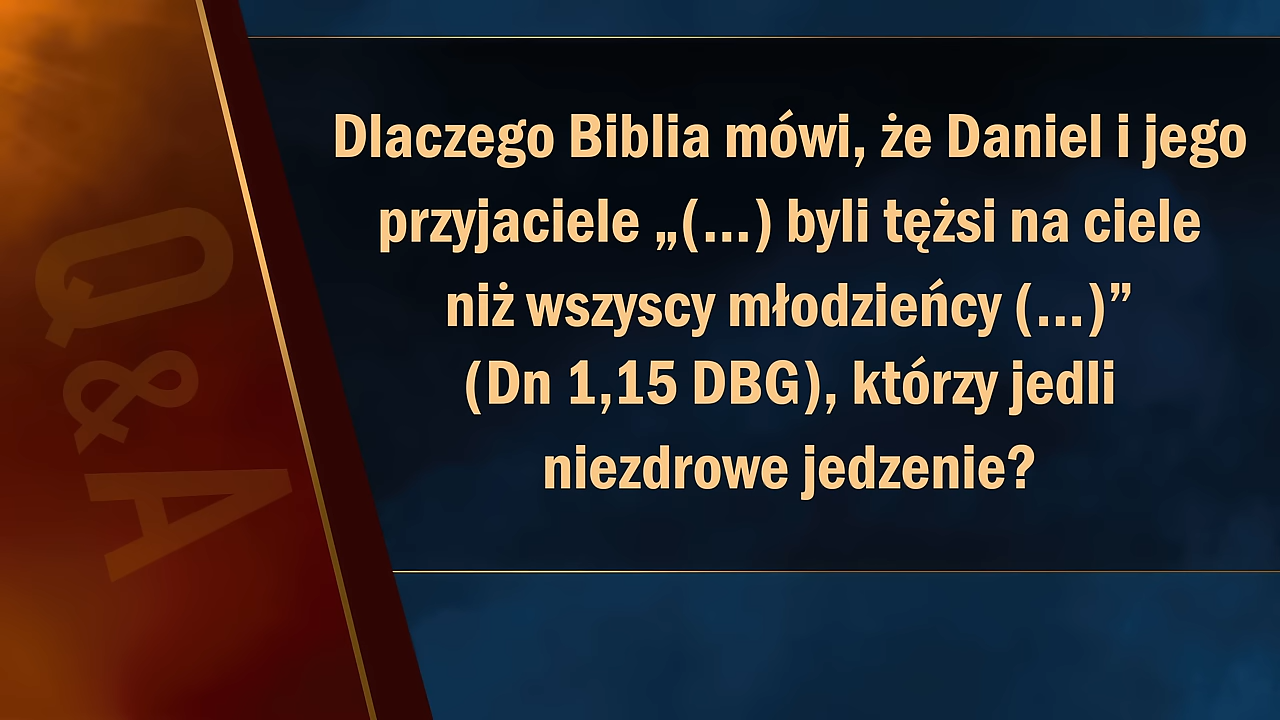 Dlaczego Biblia mówi, że Daniel i jego
przyjaciele „(...) byli tężsi na ciele
niż wszyscy młodzieńcy (...)”
(Dn 1,15 DBG), którzy jedli
niezdrowe jedzenie?
Q&A